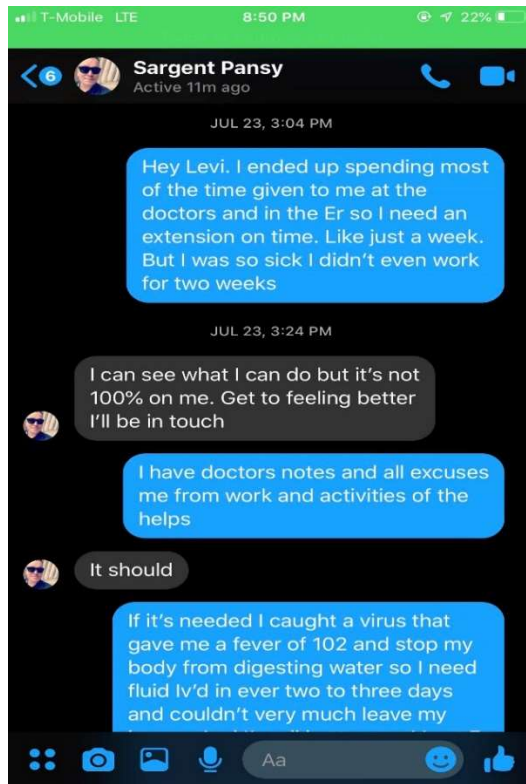 T-Mobile LTE 8:50 PM 22%
6 Sargent Pansy
Active 11m ago
JUL 23, 3:04 PM
Hey Levi. I ended up spending most
of the time given to me at the
doctors and in the Er so I need an
extension on time. Like just a week.
But I was so sick I didn't even work
for two weeks
JUL 23, 3:24 PM
I can see what I can do but it's not
100% on me. Get to feeling better
I'll be in touch
I have doctors notes and all excuses
me from work and activities of the
helps
It should
If it's needed I caught a virus that
gave me a fever of 102 and stop my
body from digesting water so I need
fluid Iv'd in ever two to three days
and couldn't very much leave my
Aa